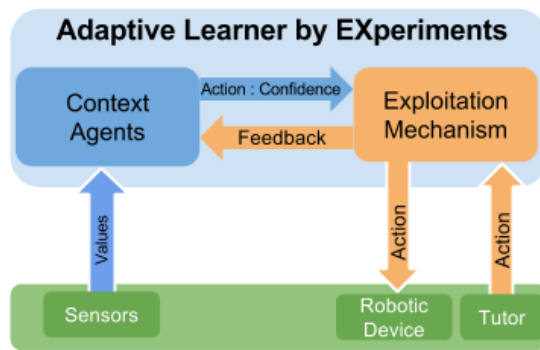 Adaptive Learner by EXperiments
Context
Agents
Action : Confidence
Feedback
Exploitation
Mechanism
Values
Action
Action
Sensors
Robotic
Device
Tutor